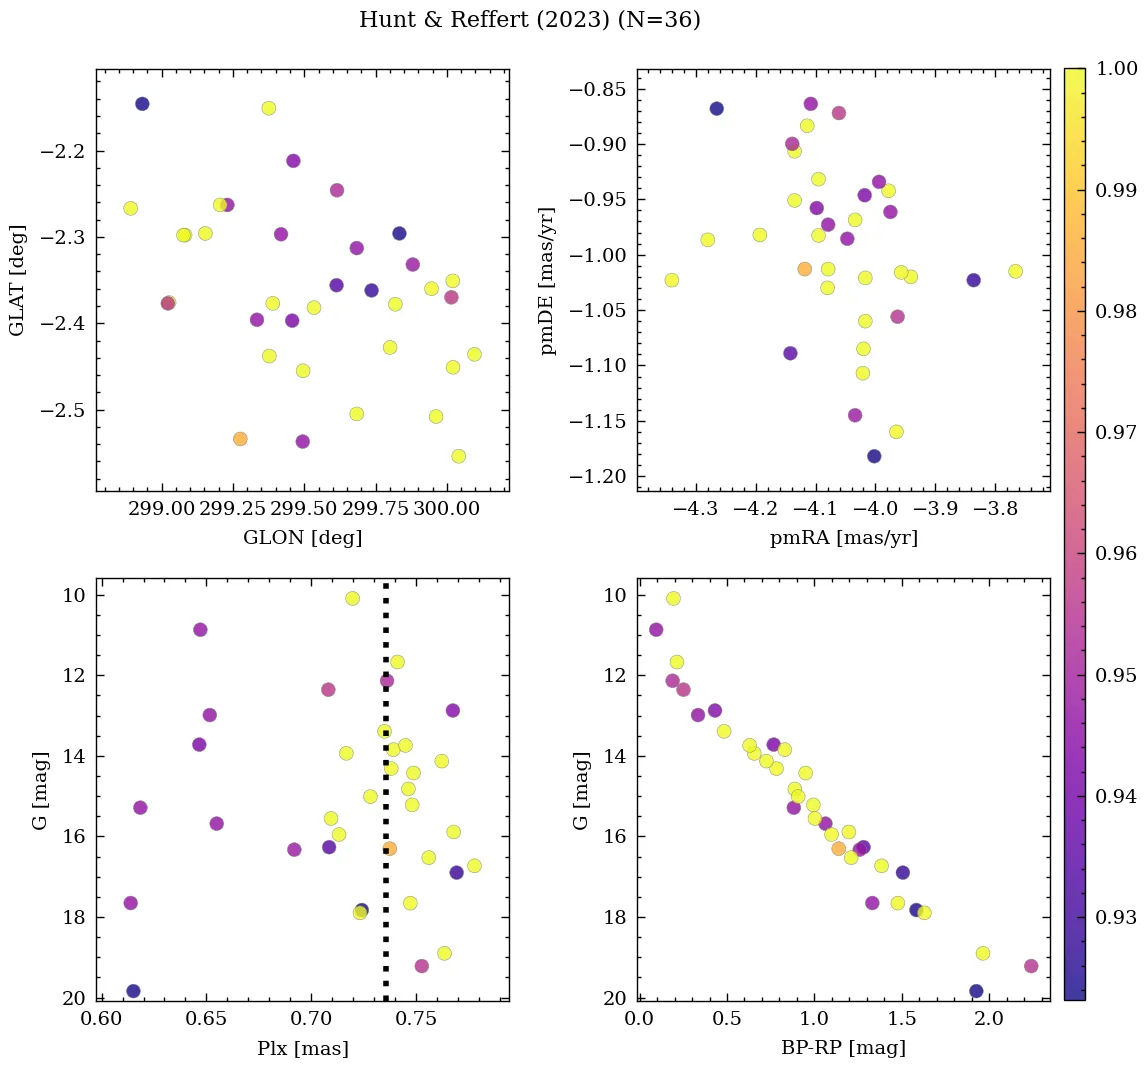 Hunt & Reffert (2023) (N=36)
−2.2
−2.3
−2.4
−2.5
GLAT [deg]
299.00 299.25 299.50 299.75 300.00
GLON [deg]
−0.85
−0.90
−0.95
−1.00
−1.05
−1.10
−1.15
−1.20
pmDE [mas/yr]
−4.3 −4.2 −4.1 −4.0 −3.9 −3.8
pmRA [mas/yr]
10
12
14
16
18
20
G [mag]
0.60 0.65 0.70 0.75
Plx [mas]
10
12
14
16
18
20
G [mag]
0.0 0.5 1.0 1.5 2.0
BP-RP [mag]
1.00
0.99
0.98
0.97
0.96
0.95
0.94
0.93